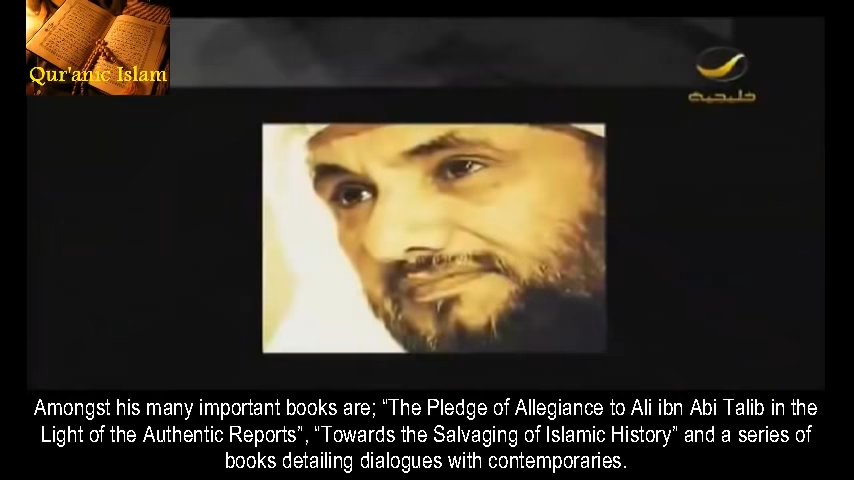 Qur'anic Islam
خليجية
Amongst his many important books are; “The Pledge of Allegiance to Ali ibn Abi Talib in the
Light of the Authentic Reports”, “Towards the Salvaging of Islamic History” and a series of
books detailing dialogues with contemporaries.